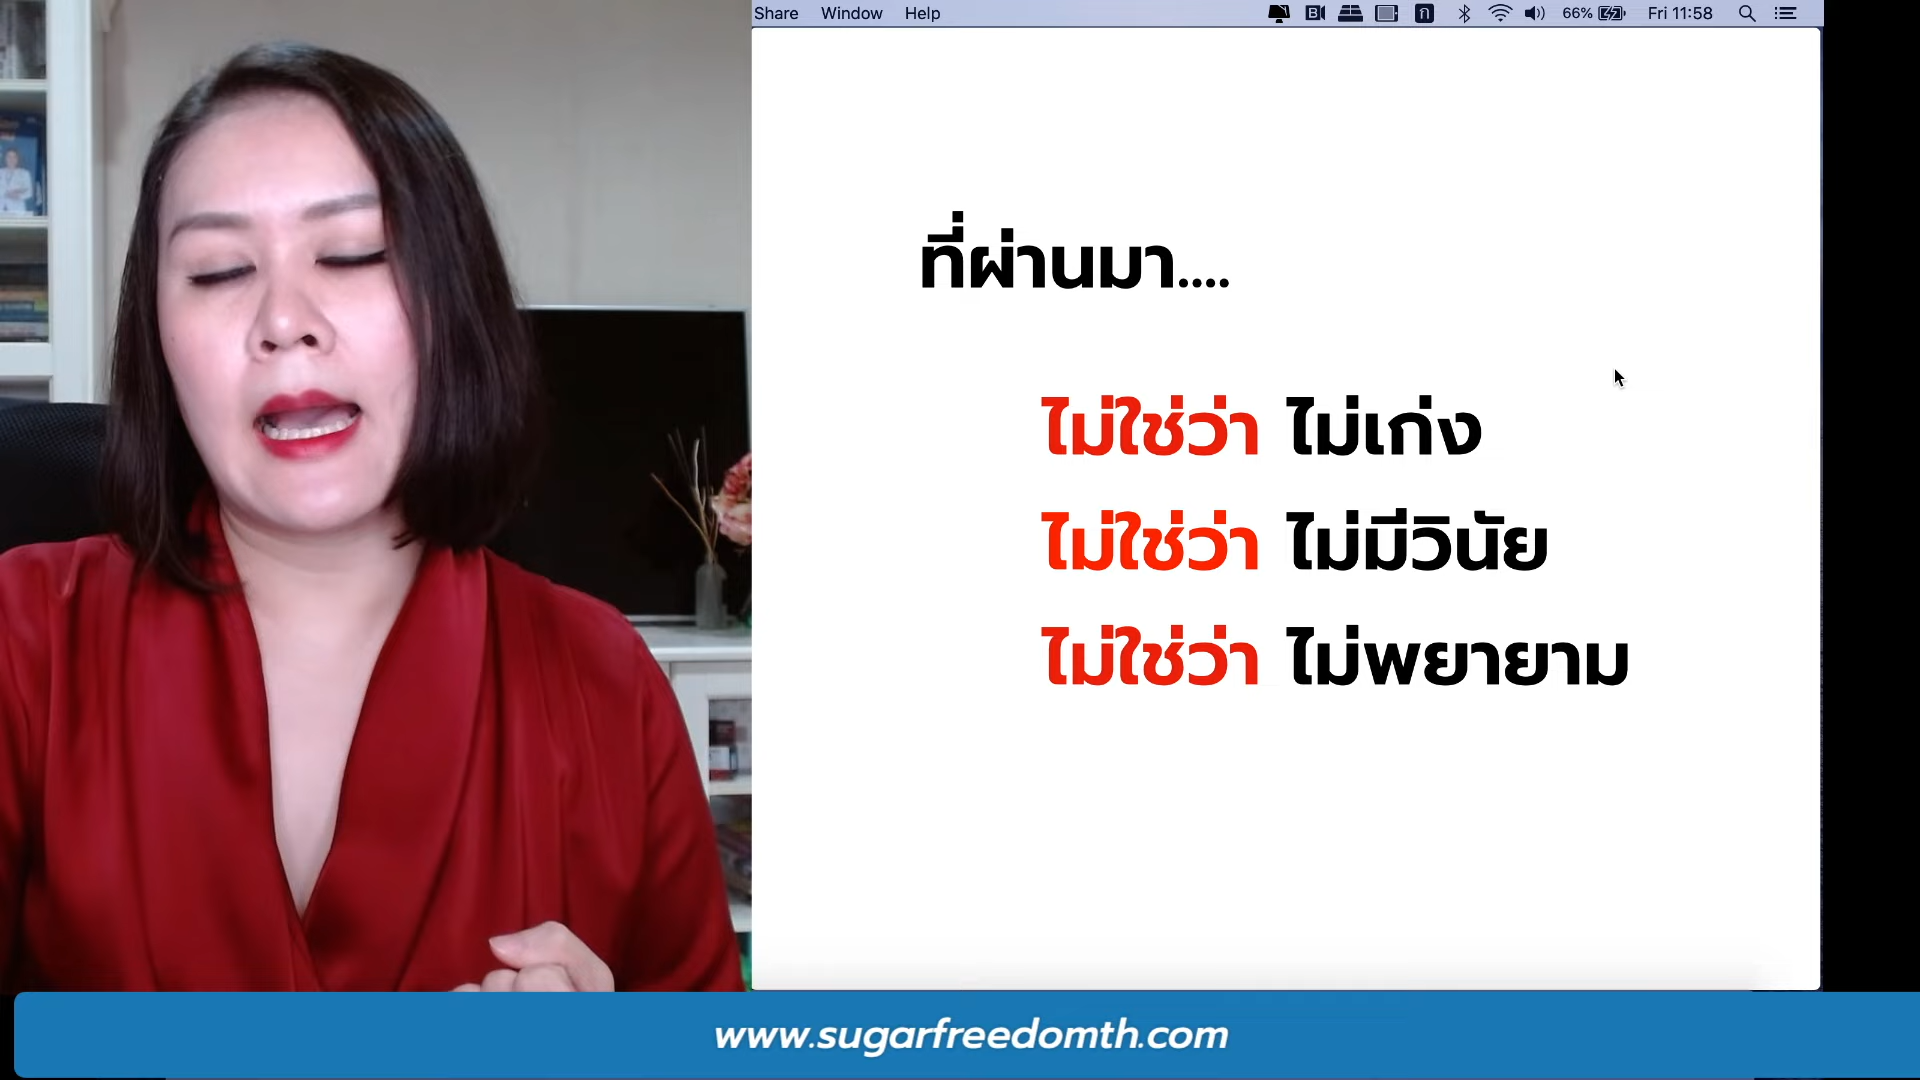 Share Window Help 66% Fri 11:58
ที่ผ่านมา....
ไม่ใช่ว่า ไม่เก่ง
ไม่ใช่ว่า ไม่มีวินัย
ไม่ใช่ว่า ไม่พยายาม
www.sugarfreedomth.com